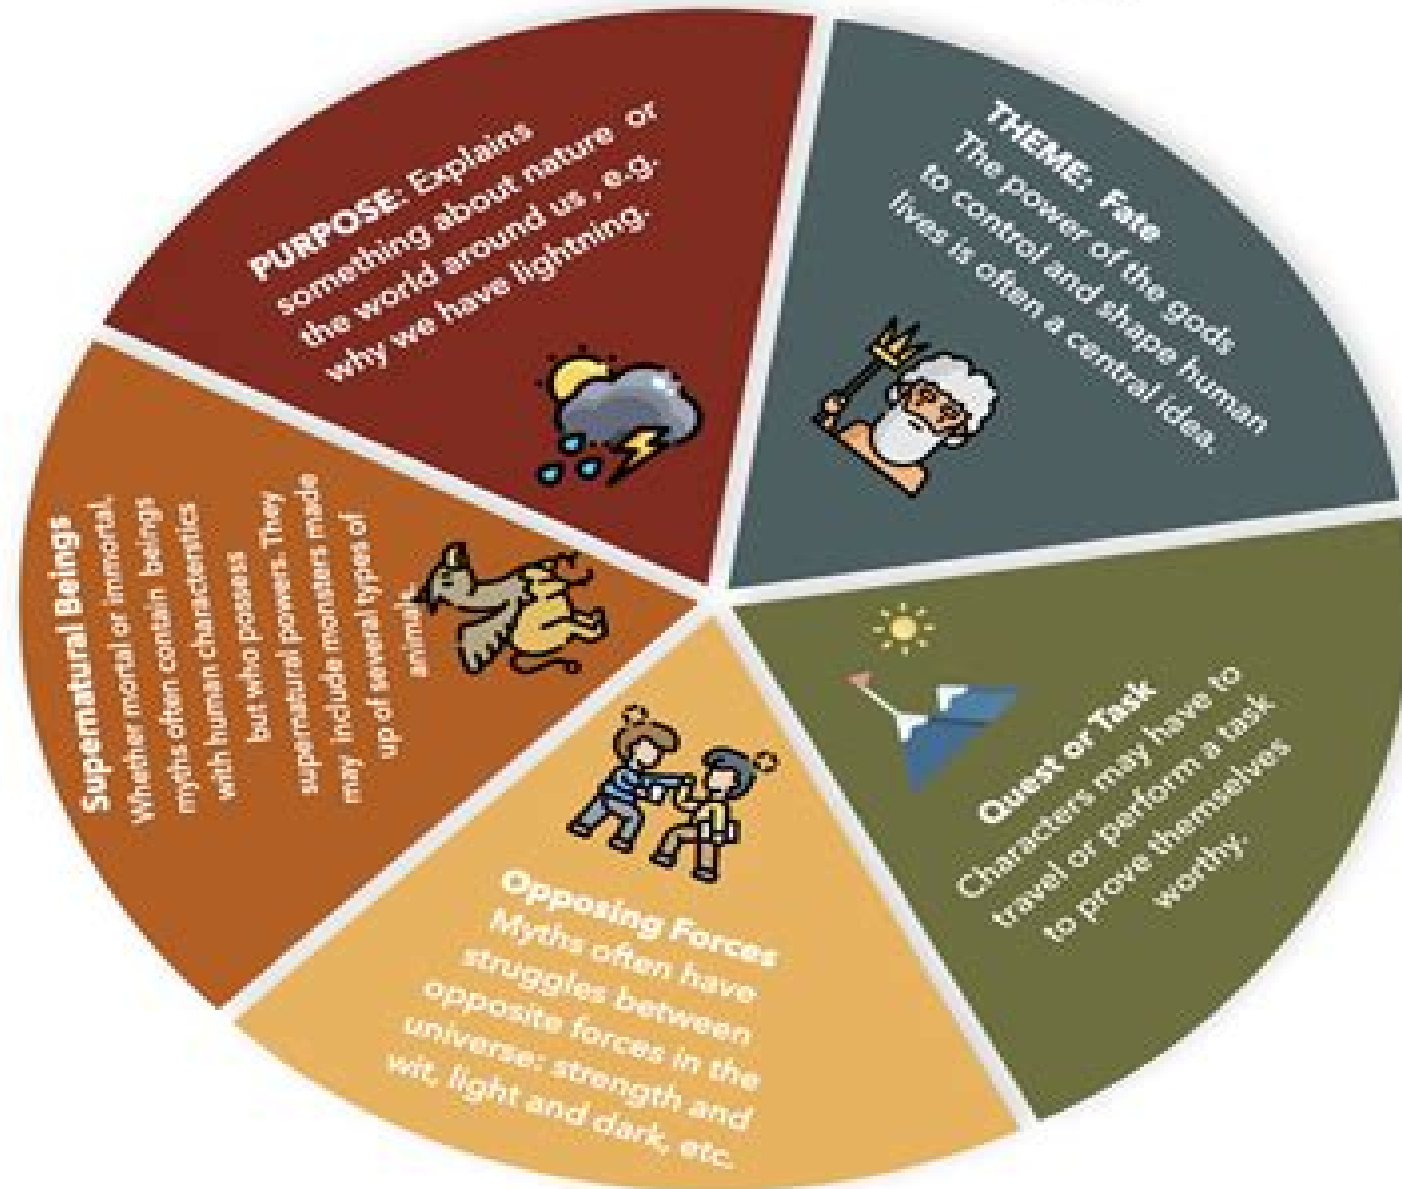 PURPOSE: Explains
something about nature or
the world around us , e.g.
why we have lightning.
THEME: Fate
The power of the gods
to control and shape human
lives is often a central idea.
Quest or Task
Characters may have to
travel or perform a task
to prove themselves
worthy.
Opposing Forces
Myths often have
struggles between
opposite forces in the
universe: strength and
wit, light and dark, etc.
Supernatural Beings
Whether mortal or inmortal,
myths often contain beings
with human characteristics
but who possess
supernatural powers. They
may include monsters made
up of several types of
animals.